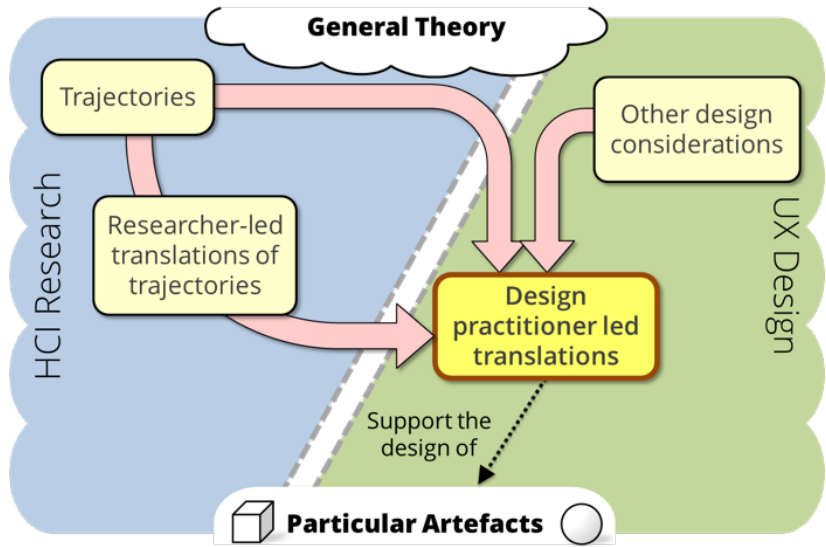 General Theory
Trajectories
Other design
considerations
HCI Research
Researcher-led
translations of
trajectories
UX Design
Design
practitioner led
translations
Support the
design of
Particular Artefacts